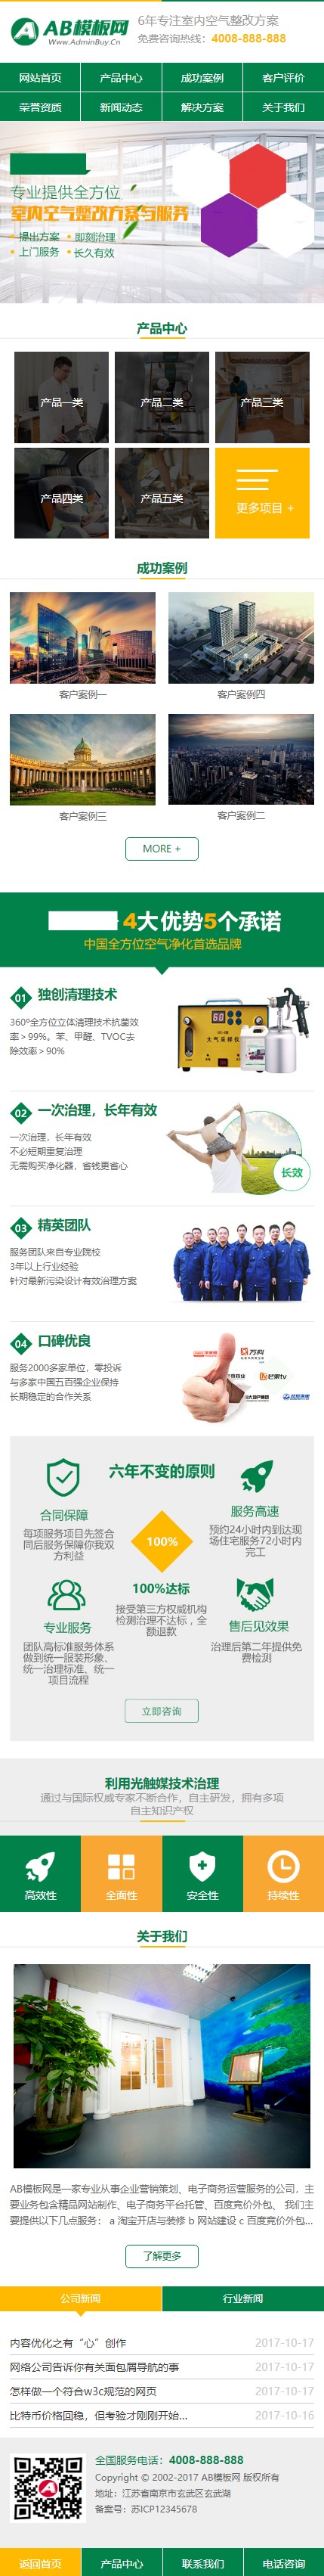 AB模板网
www.AdminBuy.Cn
6年专注室内空气整改方案
免费咨询热线：4008-888-888
网站首页 产品中心 成功案例 客户评价
荣誉资质 新闻动态 解决方案 关于我们
专业提供全方位
室内空气整改方案与服务
提出方案 即刻治理
上门服务 长久有效
产品中心
产品一类 产品二类 产品三类
产品四类 产品五类 更多项目 +
成功案例
客户案例一 客户案例四
客户案例三 客户案例二
MORE +
4大优势5个承诺
中国全方位空气净化首选品牌
01 独创清理技术
360º全方位立体清理技术抗菌效
率＞99%。苯、甲醛、TVOC去
除效率＞90%
大气采样仪
02 一次治理，长年有效
一次治理，长年有效
不必短期重复治理
无需购买净化器，省钱更省心
长效
03 精英团队
服务团队来自专业院校
3年以上行业经验
针对最新污染设计有效治理方案
04 口碑优良
服务2000多家单位，零投诉
与多家中国五百强企业保持
长期稳定的合作关系
万科
芒果tv
六年不变的原则
合同保障
每项服务项目先签合
同后服务保障你我双
方利益
服务高速
预约24小时内到达现
场住宅服务72小时内
完工
100%
100%达标
接受第三方权威机构
检测治理不达标，全
额退款
专业服务
团队高标准服务体系
做到统一服装形象、
统一治理标准、统一
项目流程
售后见效果
治理后第二年提供免
费检测
立即咨询
利用光触媒技术治理
通过与国际权威专家不断合作，自主研发，拥有多项
自主知识产权
高效性 全面性 安全性 持续性
关于我们
AB模板网是一家专业从事企业营销策划、电子商务运营服务的公司，主
要业务包含精品网站制作、电子商务平台托管、百度竞价外包、 我们主
要提供以下几点服务： a 淘宝开店与装修 b 网站建设 c 百度竞价外包...
了解更多
公司新闻 行业新闻
内容优化之有“心”创作 2017-10-17
网络公司告诉你有关面包屑导航的事 2017-10-17
怎样做一个符合w3c规范的网页 2017-10-17
比特币价格回稳，但考验才刚刚开始... 2017-10-16
全国服务电话：4008-888-888
Copyright © 2002-2017 AB模板网 版权所有
地址：江苏省南京市玄武区玄武湖
备案号：苏ICP12345678
返回首页 产品中心 联系我们 电话咨询